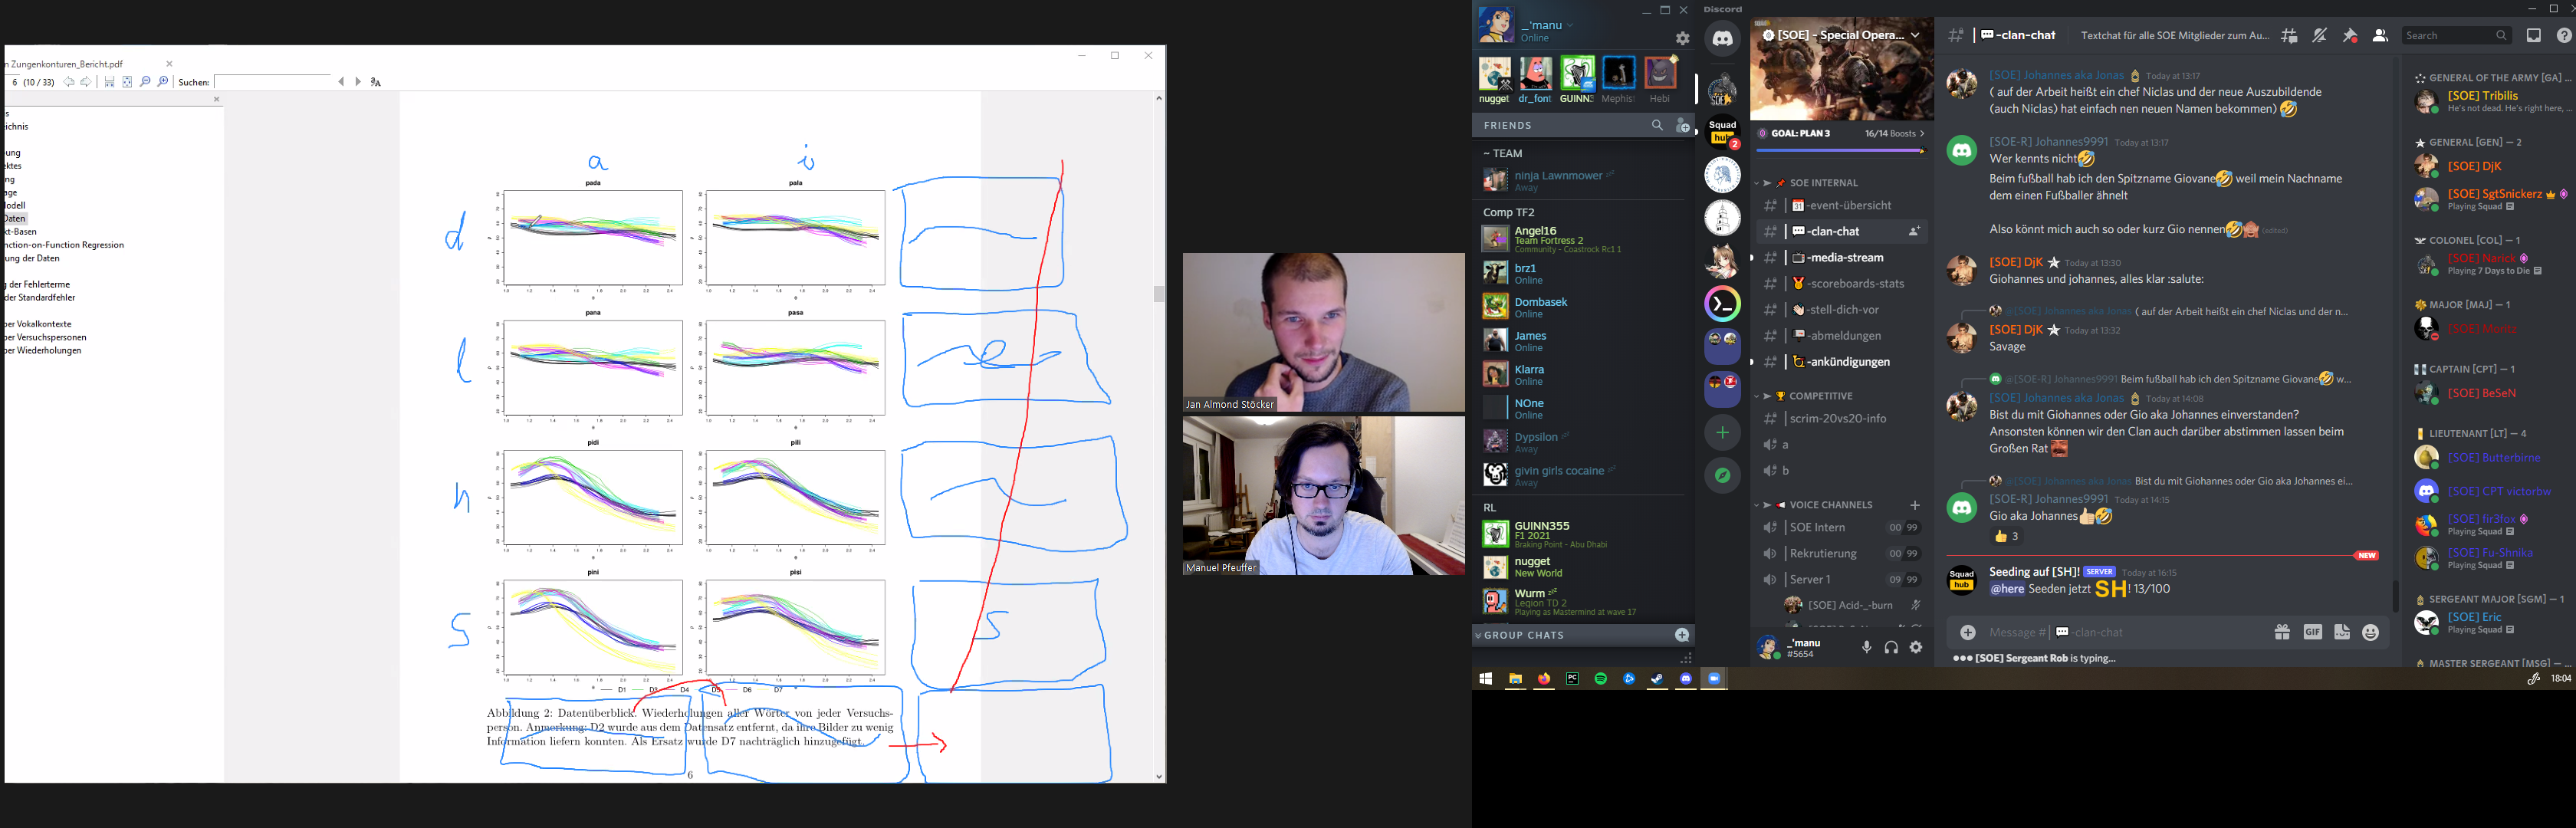 n Zungenkonturen_Bericht.pdf
6 (10 / 33)
Suchen:
s
eichnis
ung
ektes
ng
age
lodell
Daten
kt-Basen
nction-on-Function Regression
ung der Daten
g der Fehlerterme
der Standardfehler
ber Vokalkontexte
ber Versuchspersonen
ber Wiederholungen
a
i
d
l
n
s
s
pada
pala
pana
pasa
pidi
pili
pini
pisi
D1 D3 D4 D5 D6 D7
Abbildung 2: Datenüberblick. Wiederholungen aller Wörter von jeder Versuchs-
person. Anmerkung: D2 wurde aus dem Datensatz entfernt, da ihre Bilder zu wenig
Information liefern konnten. Als Ersatz wurde D7 nachträglich hinzugefügt.
6
Jan Almond Stöcker
Manuel Pfeuffer
_'manu
Online
nugget
dr_font
GUINN:
Mephis
Hebi
FRIENDS
~ TEAM
ninja Lawnmower
Away
Comp TF2
Angel16
Team Fortress 2
Community - Coastrock Rc1 1
brz1
Online
Dombasek
Online
James
Online
Klarra
Online
NOne
Online
Dypsilon
Away
givin girls cocaine
Away
RL
GUINN355
F1 2021
Braking Point - Abu Dhabi
nugget
New World
Wurm
Legion TD 2
Playing as Mastermind at wave 17
GROUP CHATS
Discord
Squad
hub
2
[SOE] - Special Opera...
GOAL: PLAN 3
16/14 Boosts
SOE INTERNAL
-event-übersicht
-clan-chat
-media-stream
-scoreboards-stats
-stell-dich-vor
-abmeldungen
-ankündigungen
COMPETITIVE
scrim-20vs20-info
a
b
VOICE CHANNELS
SOE Intern 00 99
Rekrutierung 00 99
Server 1 09 99
[SOE] Acid-_-burn
_'manu
#5654
-clan-chat
Textchat für alle SOE Mitglieder zum Au...
Search
[SOE] Johannes aka Jonas Today at 13:17
( auf der Arbeit heißt ein chef Niclas und der neue Auszubildende
(auch Niclas) hat einfach nen neuen Namen bekommen) 🤣
[SOE-R] Johannes9991 Today at 13:17
Wer kennts nicht🤣
Beim fußball hab ich den Spitzname Giovane🤣 weil mein Nachname
dem einen Fußballer ähnelt
Also könnt mich auch so oder kurz Gio nennen🤣🙈 (edited)
[SOE] DjK Today at 13:30
Giohannes und johannes, alles klar :salute:
@[SOE] Johannes aka Jonas ( auf der Arbeit heißt ein chef Niclas und der n...
[SOE] DjK Today at 13:32
Savage
@[SOE-R] Johannes9991 Beim fußball hab ich den Spitzname Giovane🤣 w...
[SOE] Johannes aka Jonas Today at 14:08
Bist du mit Giohannes oder Gio aka Johannes einverstanden?
Ansonsten können wir den Clan auch darüber abstimmen lassen beim
Großen Rat
@[SOE] Johannes aka Jonas Bist du mit Giohannes oder Gio aka Johannes ei...
[SOE-R] Johannes9991 Today at 14:15
Gio aka Johannes👍🤣
👍 3
NEW
Squad
hub
Seeding auf [SH]! SERVER Today at 16:15
@here Seeden jetzt SH! 13/100
Message # -clan-chat
GIF
[SOE] Sergeant Rob is typing...
GENERAL OF THE ARMY [GA] ...
[SOE] Tribilis
He's not dead. He's right here, ...
GENERAL [GEN] — 2
[SOE] DjK
[SOE] SgtSnickerz
Playing Squad
COLONEL [COL] — 1
[SOE] Narick
Playing 7 Days to Die
MAJOR [MAJ] — 1
[SOE] Moritz
CAPTAIN [CPT] — 1
[SOE] BeSeN
LIEUTENANT [LT] — 4
[SOE] Butterbirne
[SOE] CPT victorbw
[SOE] fir3fox
Playing Squad
[SOE] Fu-Shnika
Playing Squad
SERGEANT MAJOR [SGM] — 1
[SOE] Eric
Playing Squad
MASTER SERGEANT [MSG] — ...
18:04